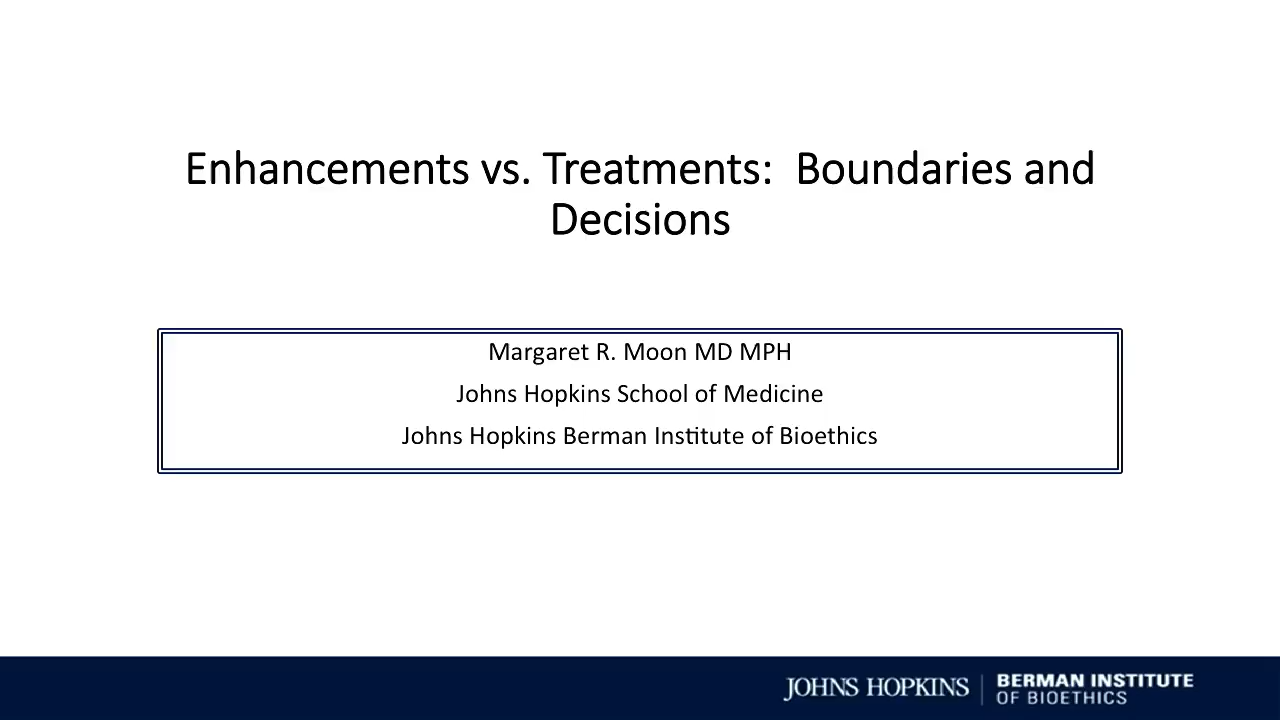 Enhancements vs. Treatments:  Boundaries and
Decisions
Margaret R. Moon MD MPH
Johns Hopkins School of Medicine
Johns Hopkins Berman Institute of Bioethics
JOHNS HOPKINS
BERMAN INSTITUTE
OF BIOETHICS